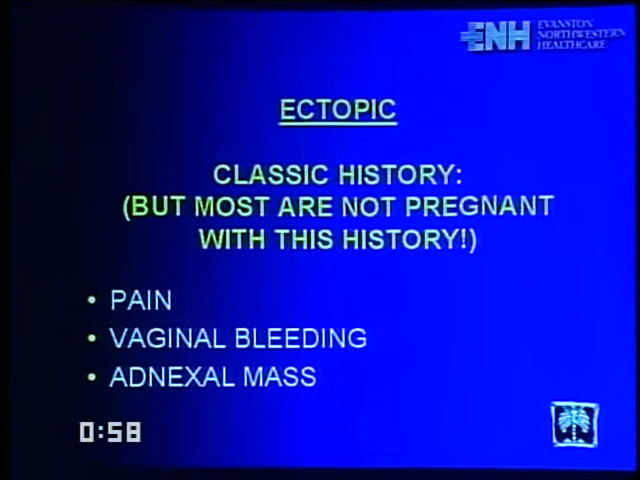 ENH EVANSTON
NORTHWESTERN
HEALTHCARE
ECTOPIC
CLASSIC HISTORY:
(BUT MOST ARE NOT PREGNANT
WITH THIS HISTORY!)
• PAIN
• VAGINAL BLEEDING
• ADNEXAL MASS
0:58